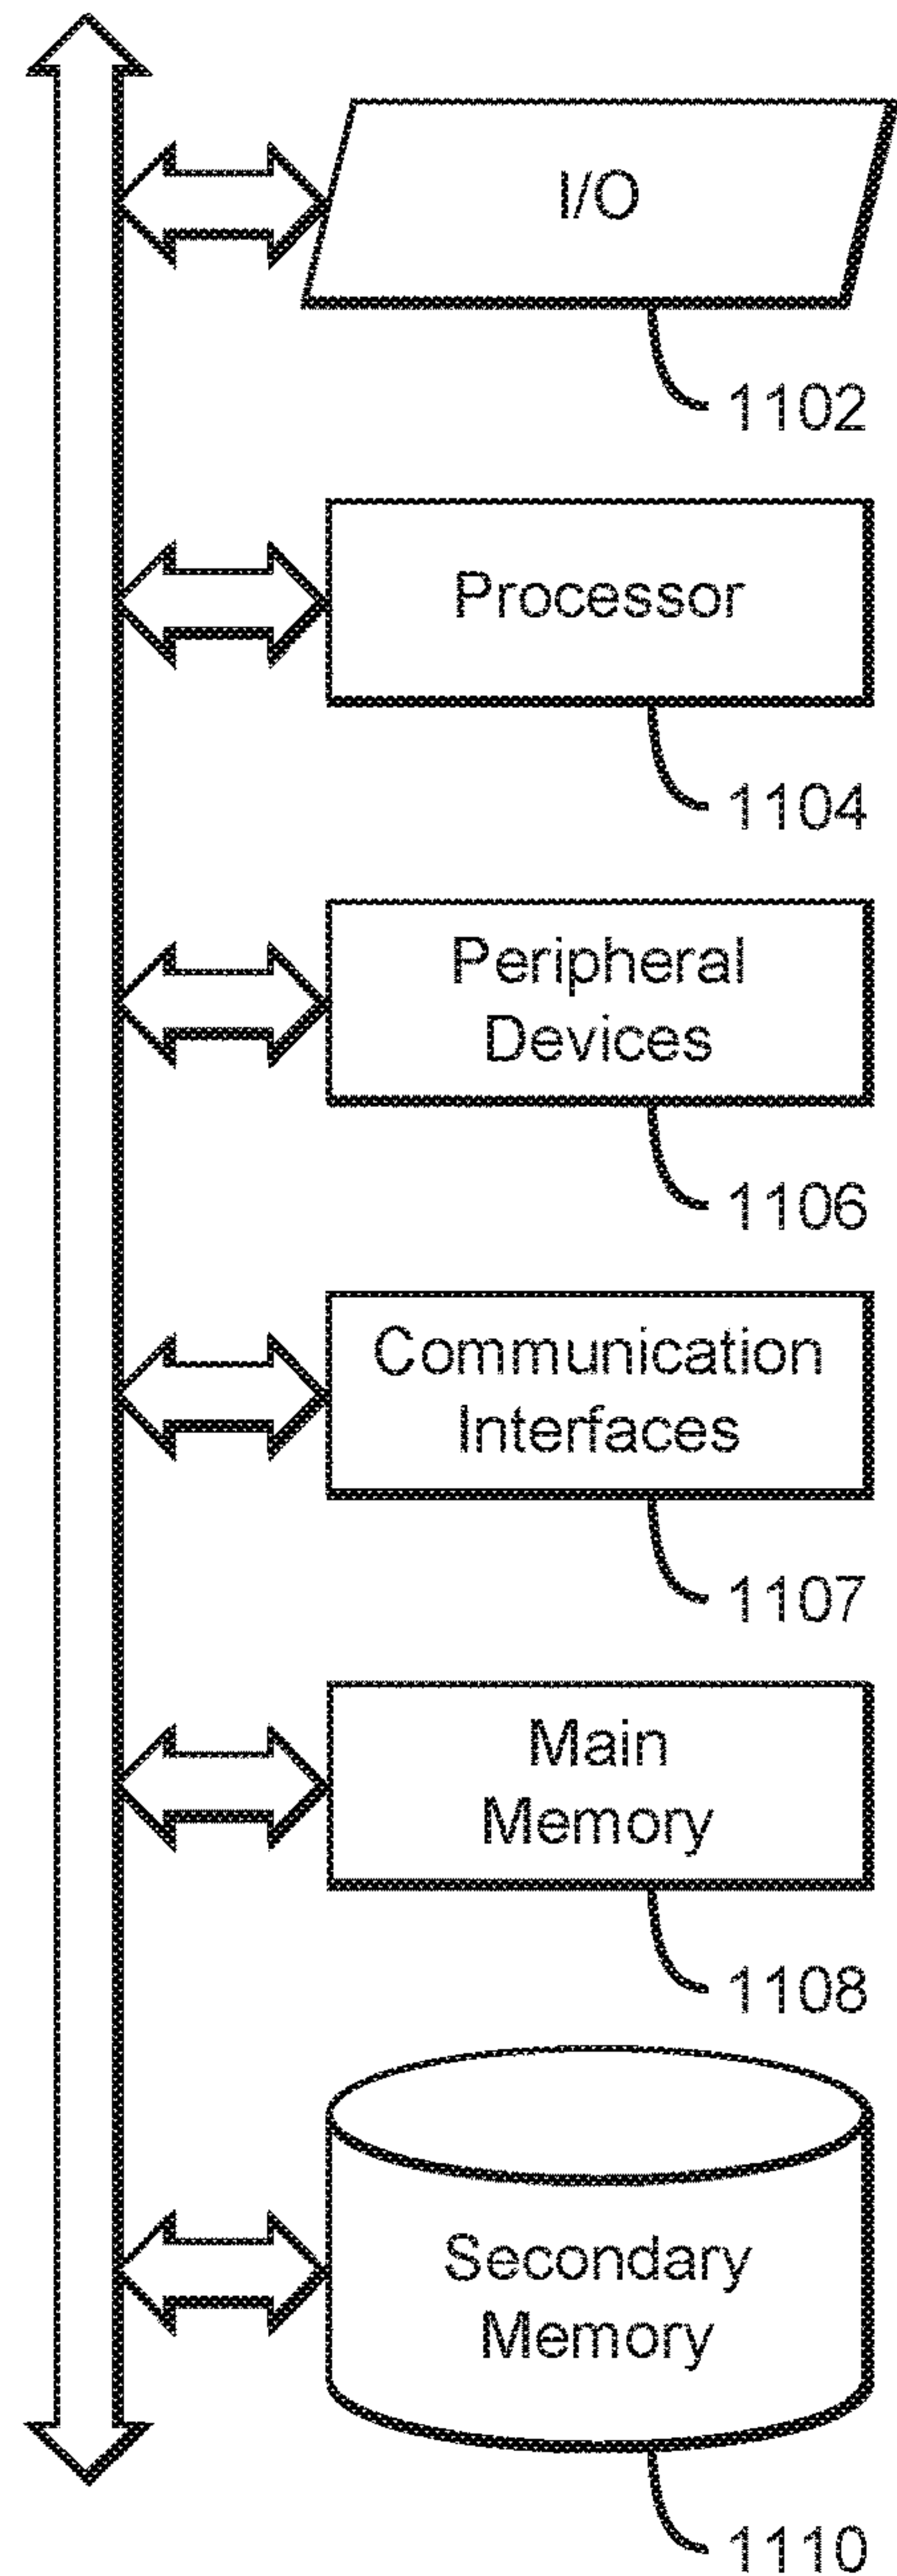 I/O
1102
Processor
1104
Peripheral
Devices
1106
Communication
Interfaces
1107
Main
Memory
1108
Secondary
Memory
1110